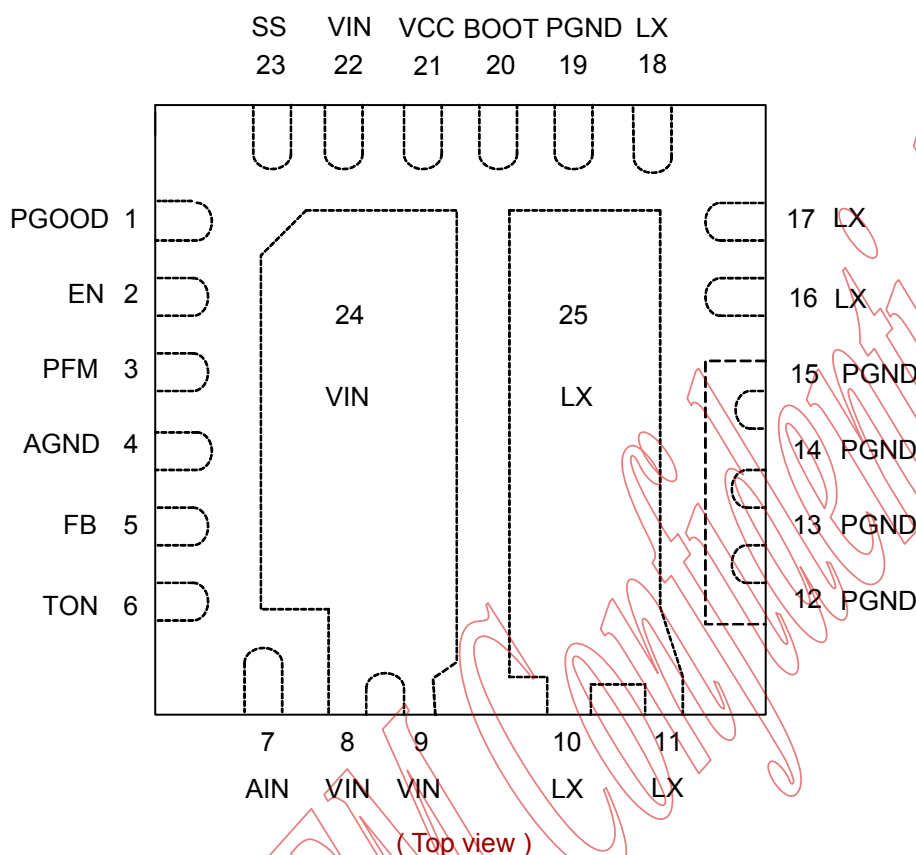 SS VIN VCC BOOT PGND LX
23 22 21 20 19 18
PGOOD 1
17 LX
EN 2
16 LX
24
25
PFM 3
15 PGND
VIN
LX
AGND 4
14 PGND
FB 5
13 PGND
TON 6
12 PGND
7 8 9 10 11
AIN VIN VIN LX LX
( Top view )